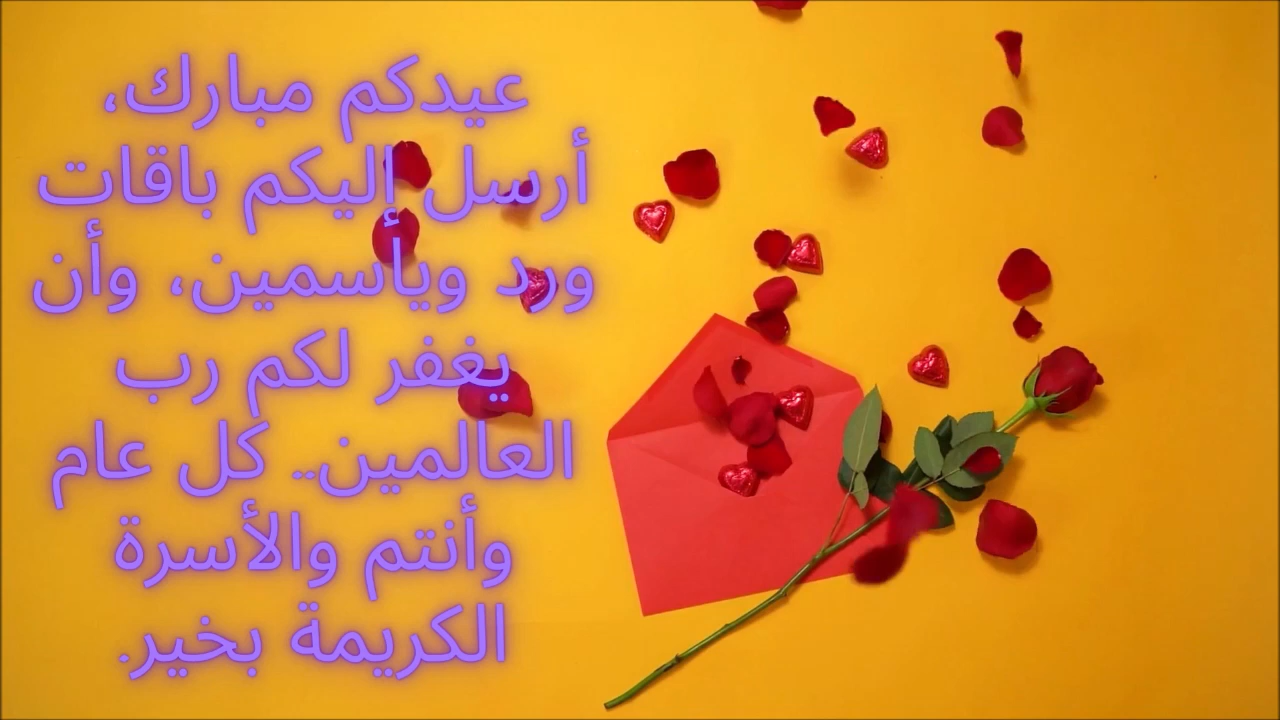 عيدكم مبارك،
أرسل إليكم باقات
ورد وياسمين، وأن
يغفر لكم رب
العالمين.. كل عام
وأنتم والأسرة
الكريمة بخير.